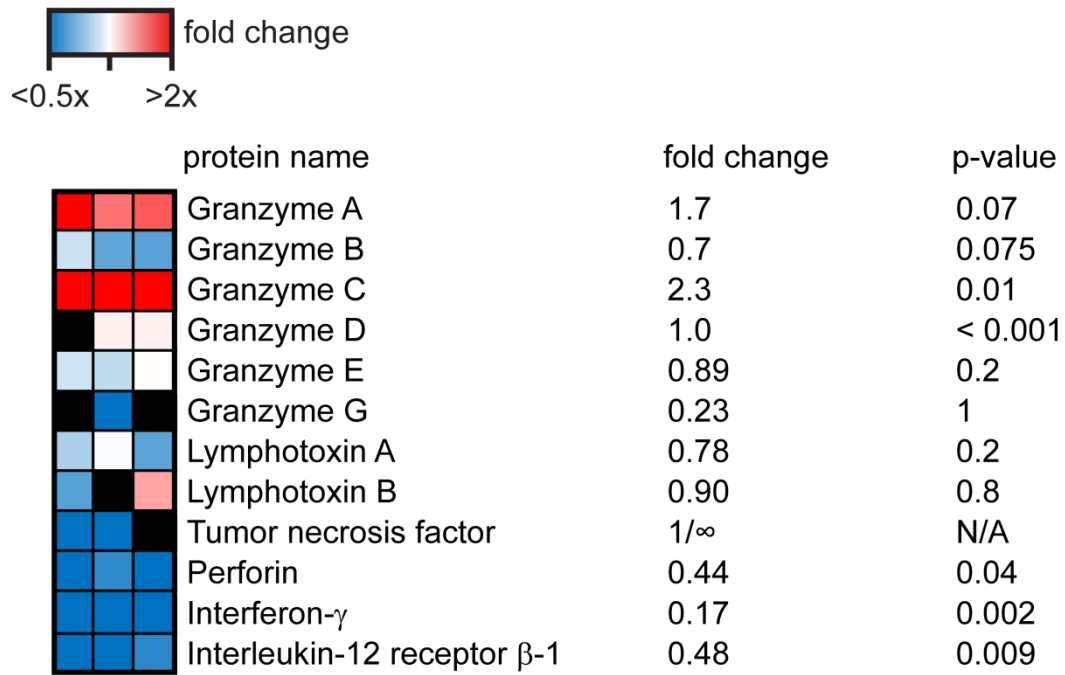 fold change
<0.5x >2x
protein name fold change p-value
Granzyme A 1.7 0.07
Granzyme B 0.7 0.075
Granzyme C 2.3 0.01
Granzyme D 1.0 < 0.001
Granzyme E 0.89 0.2
Granzyme G 0.23 1
Lymphotoxin A 0.78 0.2
Lymphotoxin B 0.90 0.8
Tumor necrosis factor 1/∞ N/A
Perforin 0.44 0.04
Interferon-γ 0.17 0.002
Interleukin-12 receptor β-1 0.48 0.009